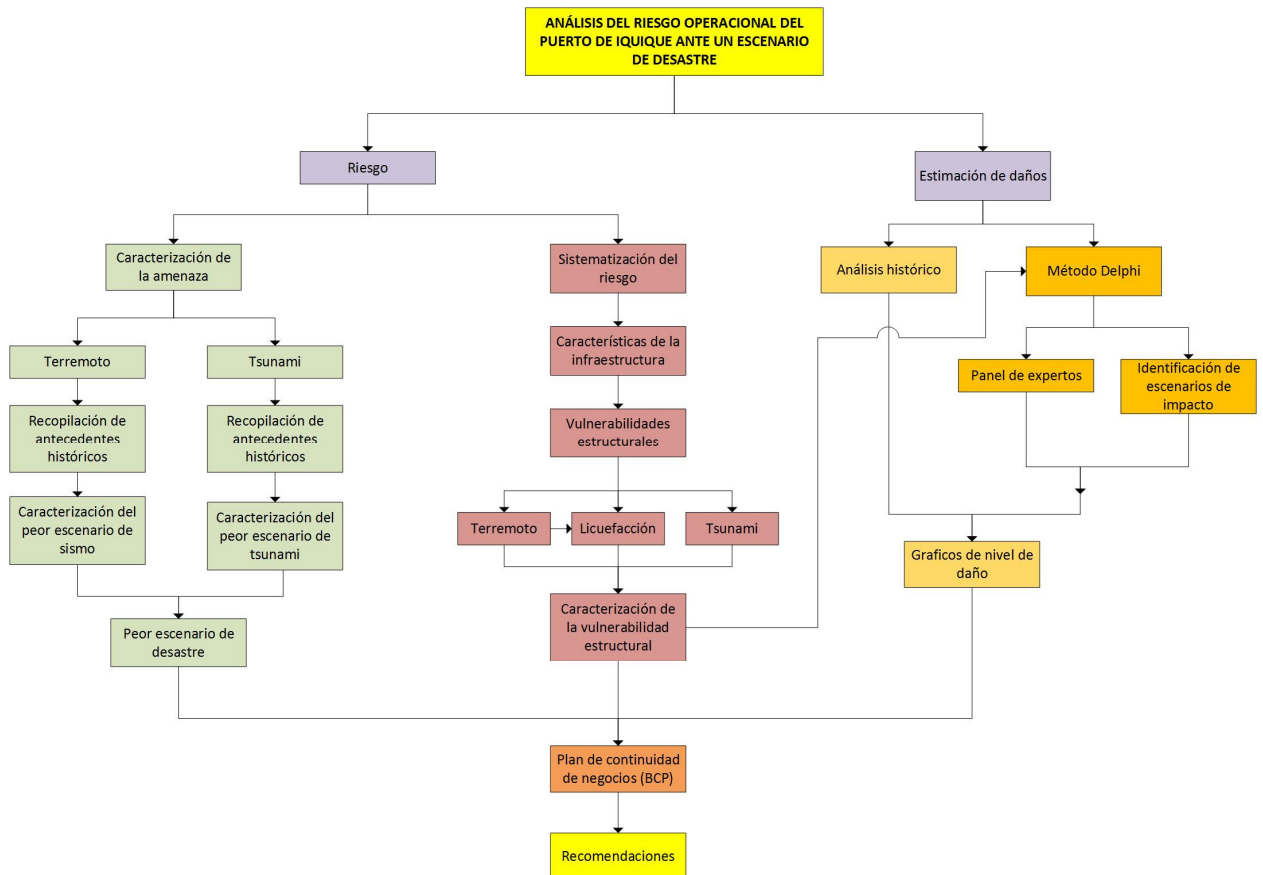 ANÁLISIS DEL RIESGO OPERACIONAL DEL
PUERTO DE IQUIQUE ANTE UN ESCENARIO
DE DESASTRE
Riesgo
Estimación de daños
Caracterización de
la amenaza
Sistematización del
riesgo
Análisis histórico
Método Delphi
Terremoto
Tsunami
Características de la
infraestructura
Panel de expertos
Identificación de
escenarios de
impacto
Recopilación de
antecedentes
históricos
Recopilación de
antecedentes
históricos
Vulnerabilidades
estructurales
Caracterización del
peor escenario de
sismo
Caracterización del
peor escenario de
tsunami
Terremoto
Licuefacción
Tsunami
Graficos de nivel de
daño
Peor escenario de
desastre
Caracterización de
la vulnerabilidad
estructural
Plan de continuidad
de negocios (BCP)
Recomendaciones